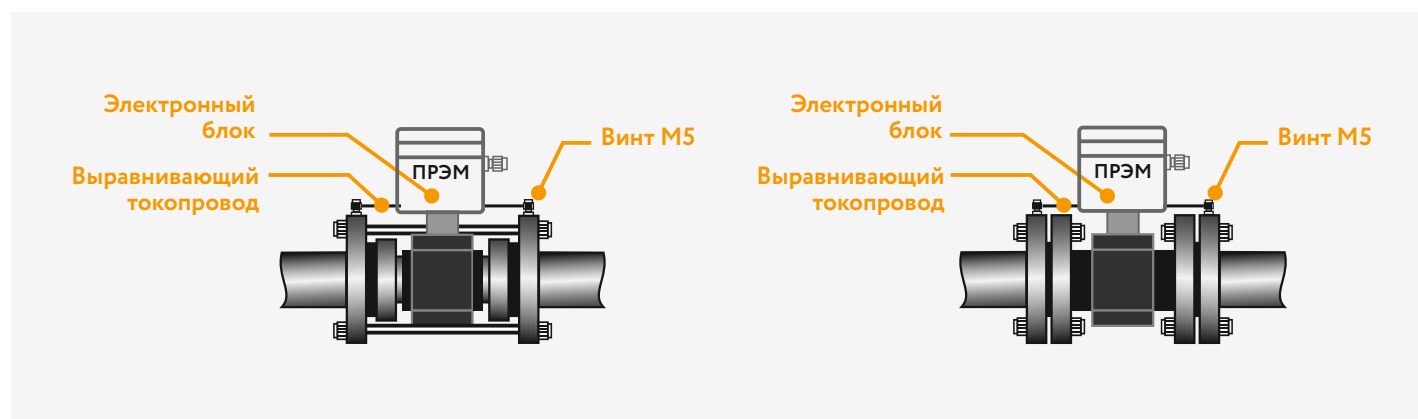 Электронный
блок
Винт М5
ПРЭМ
Выравнивающий
токопровод
Электронный
блок
Винт М5
ПРЭМ
Выравнивающий
токопровод